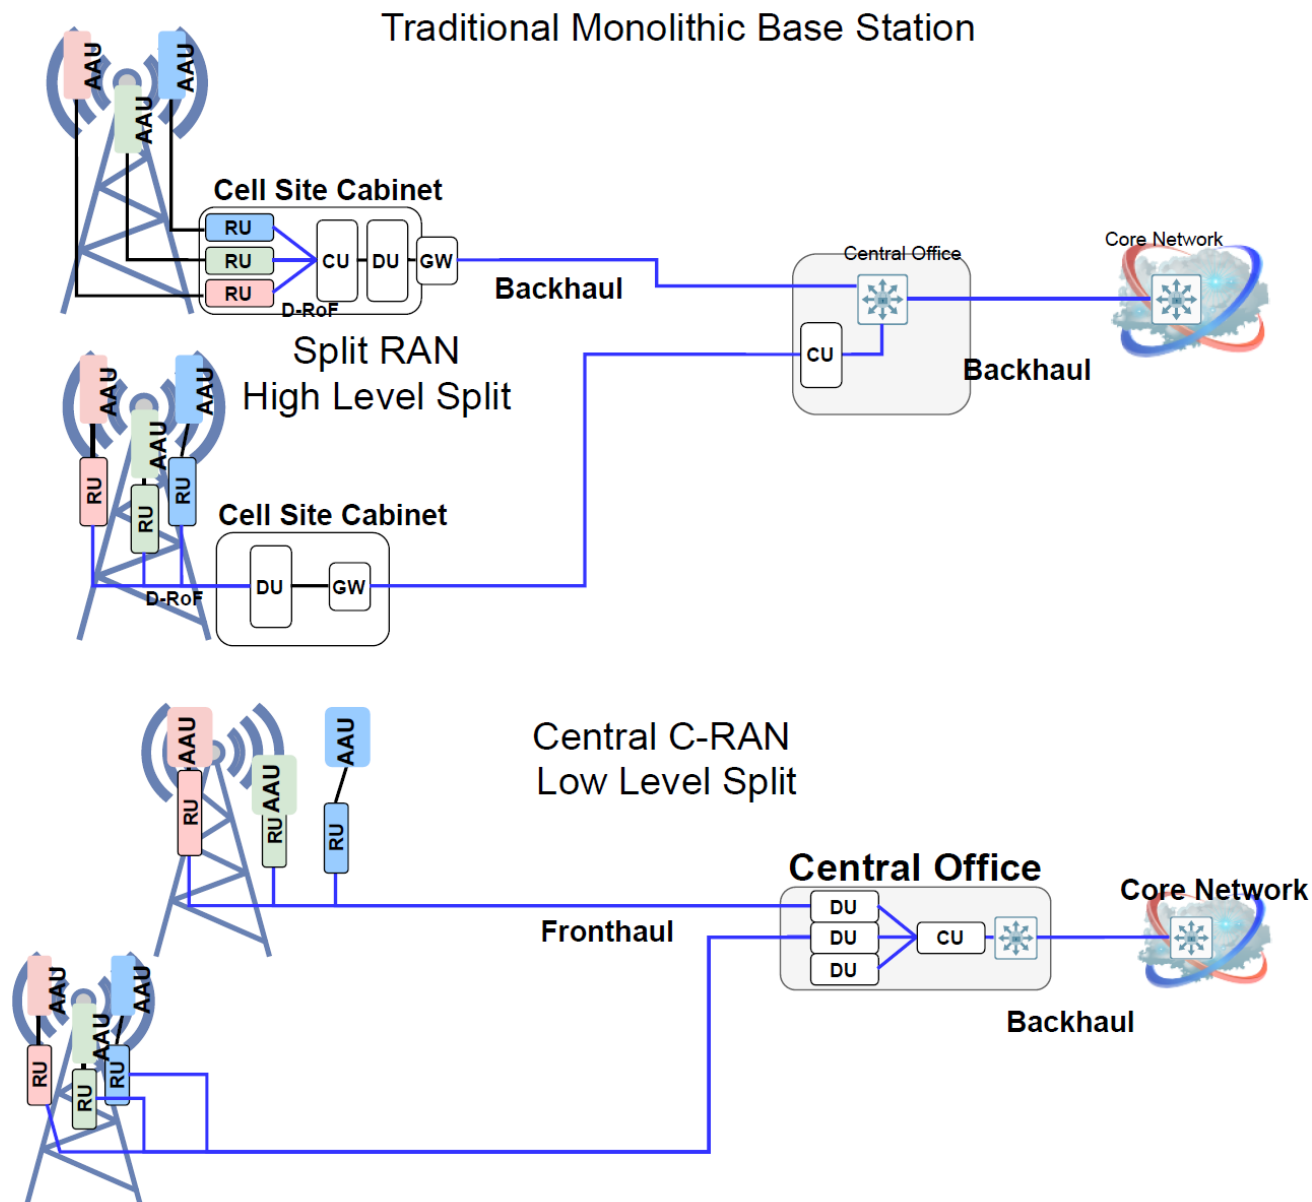 Traditional Monolithic Base Station
AAU
AAU
AAU
Cell Site Cabinet
RU
RU
RU
CU
DU
GW
D-RoF
Backhaul
Central Office
Core Network
CU
Backhaul
Split RAN
High Level Split
AAU
AAU
AAU
RU
RU
RU
Cell Site Cabinet
D-RoF
DU
GW
Central C-RAN
Low Level Split
AAU
AAU
AAU
RU
RU
RU
Fronthaul
Central Office
DU
DU
DU
CU
Core Network
Backhaul
AAU
AAU
AAU
RU
RU
RU